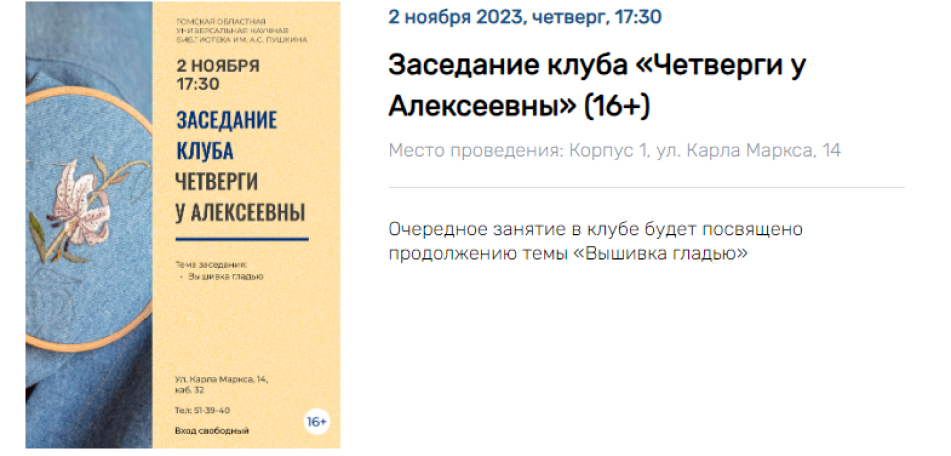 ТОМСКАЯ ОБЛАСТНАЯ
УНИВЕРСАЛЬНАЯ НАУЧНАЯ
БИБЛИОТЕКА ИМ. А.С. ПУШКИНА
2 НОЯБРЯ
17:30
ЗАСЕДАНИЕ
КЛУБА
ЧЕТВЕРГИ
У АЛЕКСЕЕВНЫ
Тема заседания:
• Вышивка гладью
Ул. Карла Маркса, 14,
каб. 32
Тел: 51-39-40
Вход свободный
16+
2 ноября 2023, четверг, 17:30
Заседание клуба «Четверги у
Алексеевны» (16+)
Место проведения: Корпус 1, ул. Карла Маркса, 14
Очередное занятие в клубе будет посвящено
продолжению темы «Вышивка гладью»